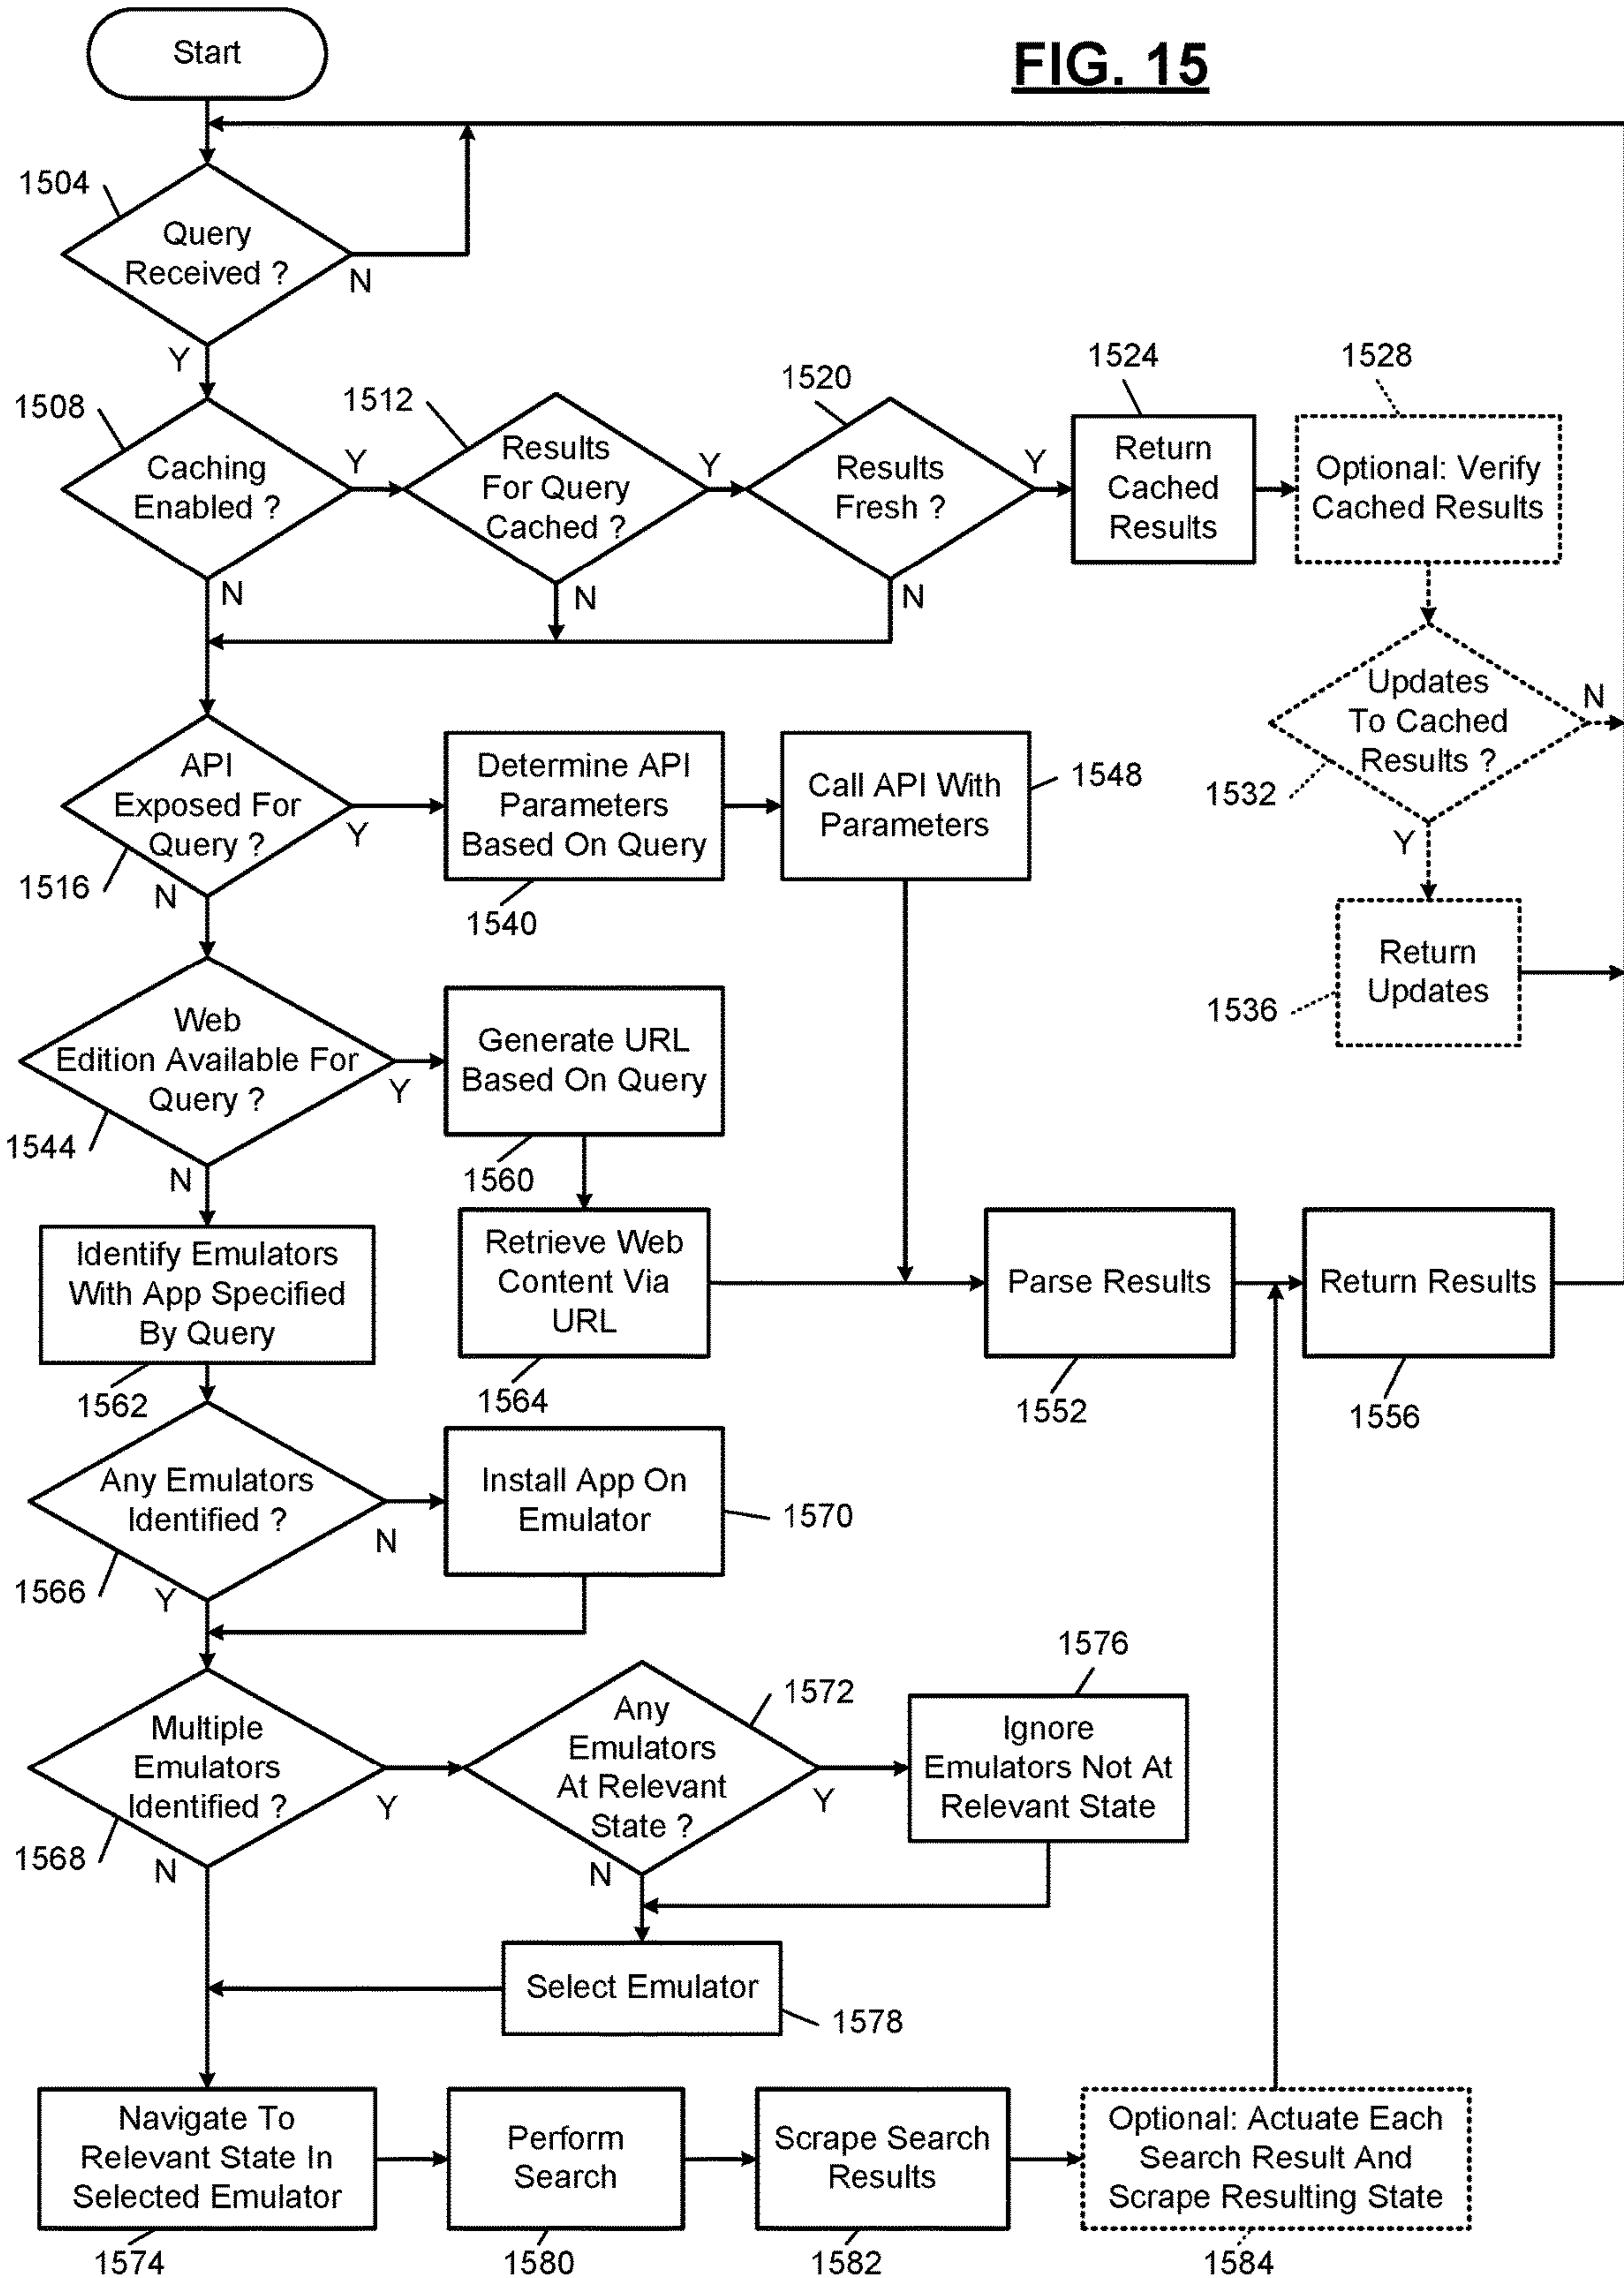 Start
FIG. 15
1504
Query
Received ?
N
Y
1508
Caching
Enabled ?
Y
N
1512
Results
For Query
Cached ?
Y
N
1520
Results
Fresh ?
Y
N
1524
Return
Cached
Results
1528
Optional: Verify
Cached Results
Updates
To Cached
Results ?
N
1532
Y
Return
Updates
1536
API
Exposed For
Query ?
Y
1516
N
Determine API
Parameters
Based On Query
1540
Call API With
Parameters
1548
Web
Edition Available For
Query ?
Y
1544
N
Generate URL
Based On Query
1560
Retrieve Web
Content Via
URL
1564
Parse Results
1552
Return Results
1556
Identify Emulators
With App Specified
By Query
1562
Any Emulators
Identified ?
N
1566
Y
Install App On
Emulator
1570
Multiple
Emulators
Identified ?
Y
1568
N
Any
Emulators
At Relevant
State ?
1572
Y
N
1576
Ignore
Emulators Not At
Relevant State
Select Emulator
1578
Navigate To
Relevant State In
Selected Emulator
1574
Perform
Search
1580
Scrape Search
Results
1582
Optional: Actuate Each
Search Result And
Scrape Resulting State
1584